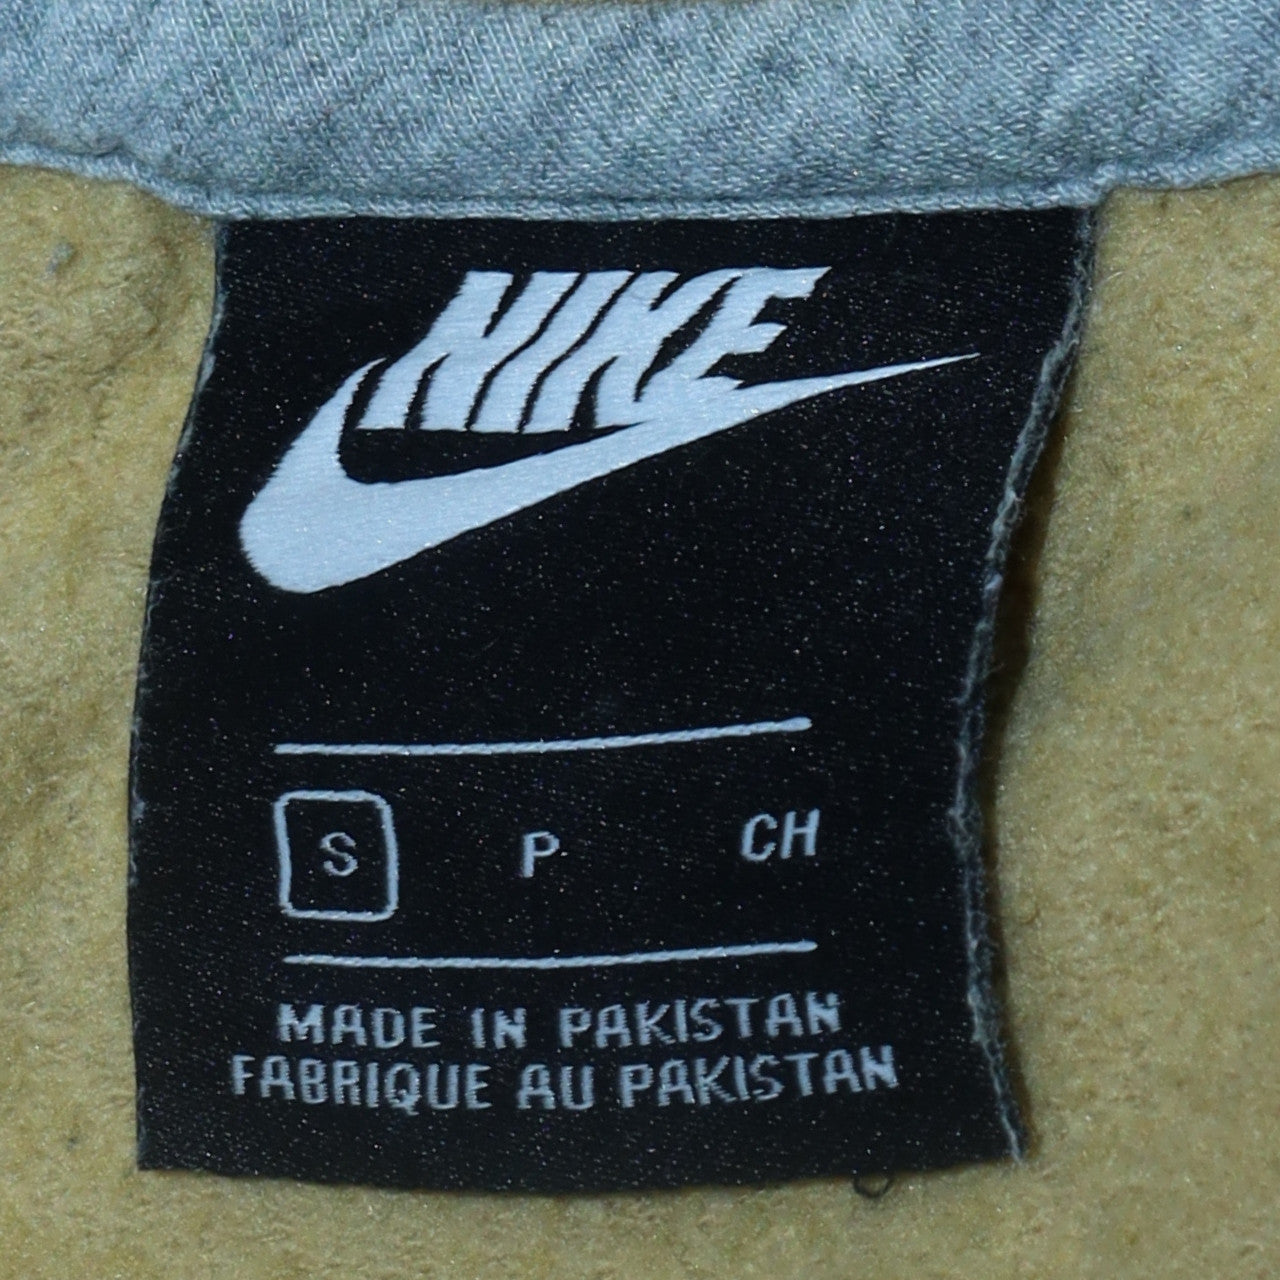 NIKE
S P CH
MADE IN PAKISTAN
FABRIQUE AU PAKISTAN